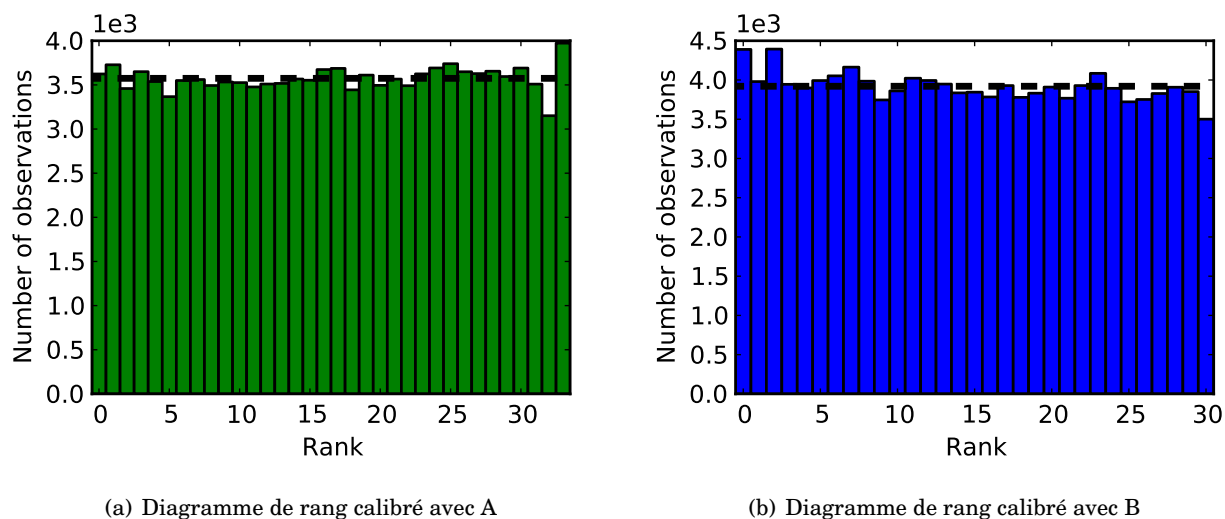 1e3
4.0
3.5
3.0
2.5
2.0
1.5
1.0
0.5
0.0
Number of observations
0 5 10 15 20 25 30
Rank
(a) Diagramme de rang calibré avec A
1e3
4.5
4.0
3.5
3.0
2.5
2.0
1.5
1.0
0.5
0.0
Number of observations
0 5 10 15 20 25 30
Rank
(b) Diagramme de rang calibré avec B